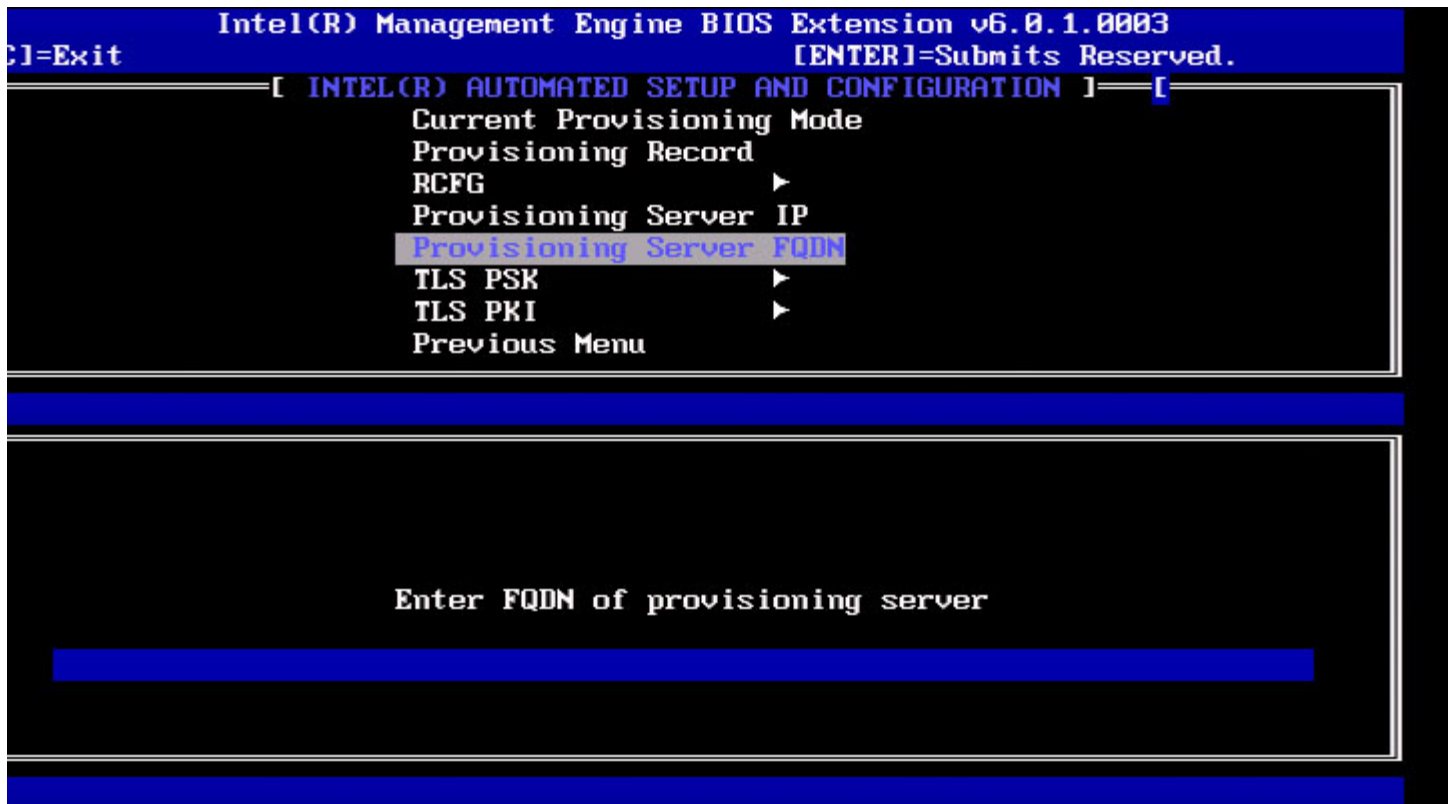 Intel(R) Management Engine BIOS Extension v6.0.1.0003
C]=Exit [ENTER]=Submits Reserved.
[ INTEL(R) AUTOMATED SETUP AND CONFIGURATION ] [
Current Provisioning Mode
Provisioning Record
RCFG ►
Provisioning Server IP
Provisioning Server FQDN
TLS PSK ►
TLS PKI ►
Previous Menu
Enter FQDN of provisioning server